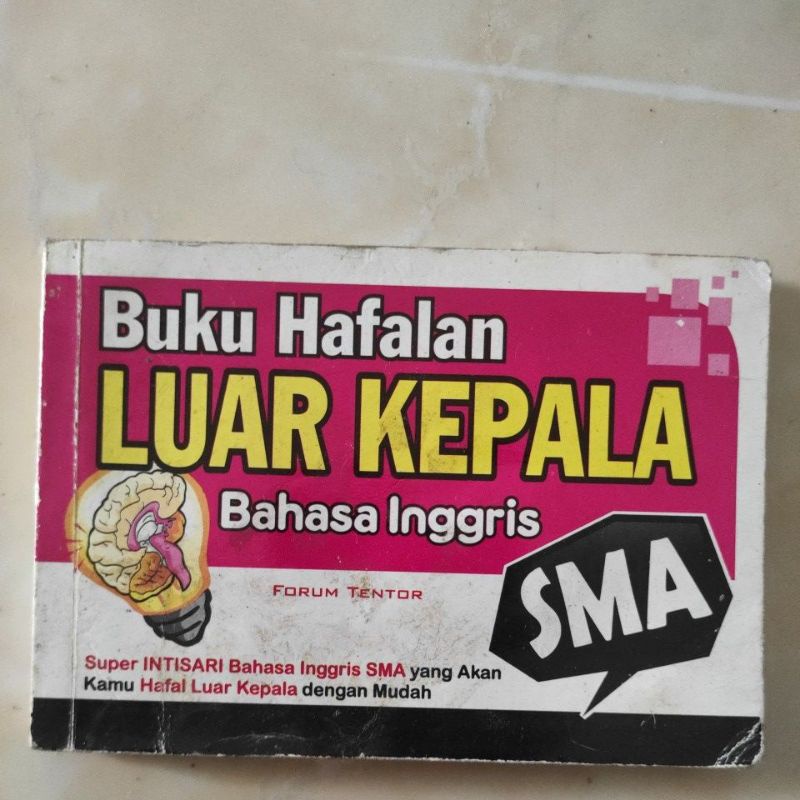 Buku Hafalan
LUAR KEPALA
Bahasa Inggris
SMA
FORUM TENTOR
Super INTISARI Bahasa Inggris SMA yang Akan
Kamu Hafal Luar Kepala dengan Mudah